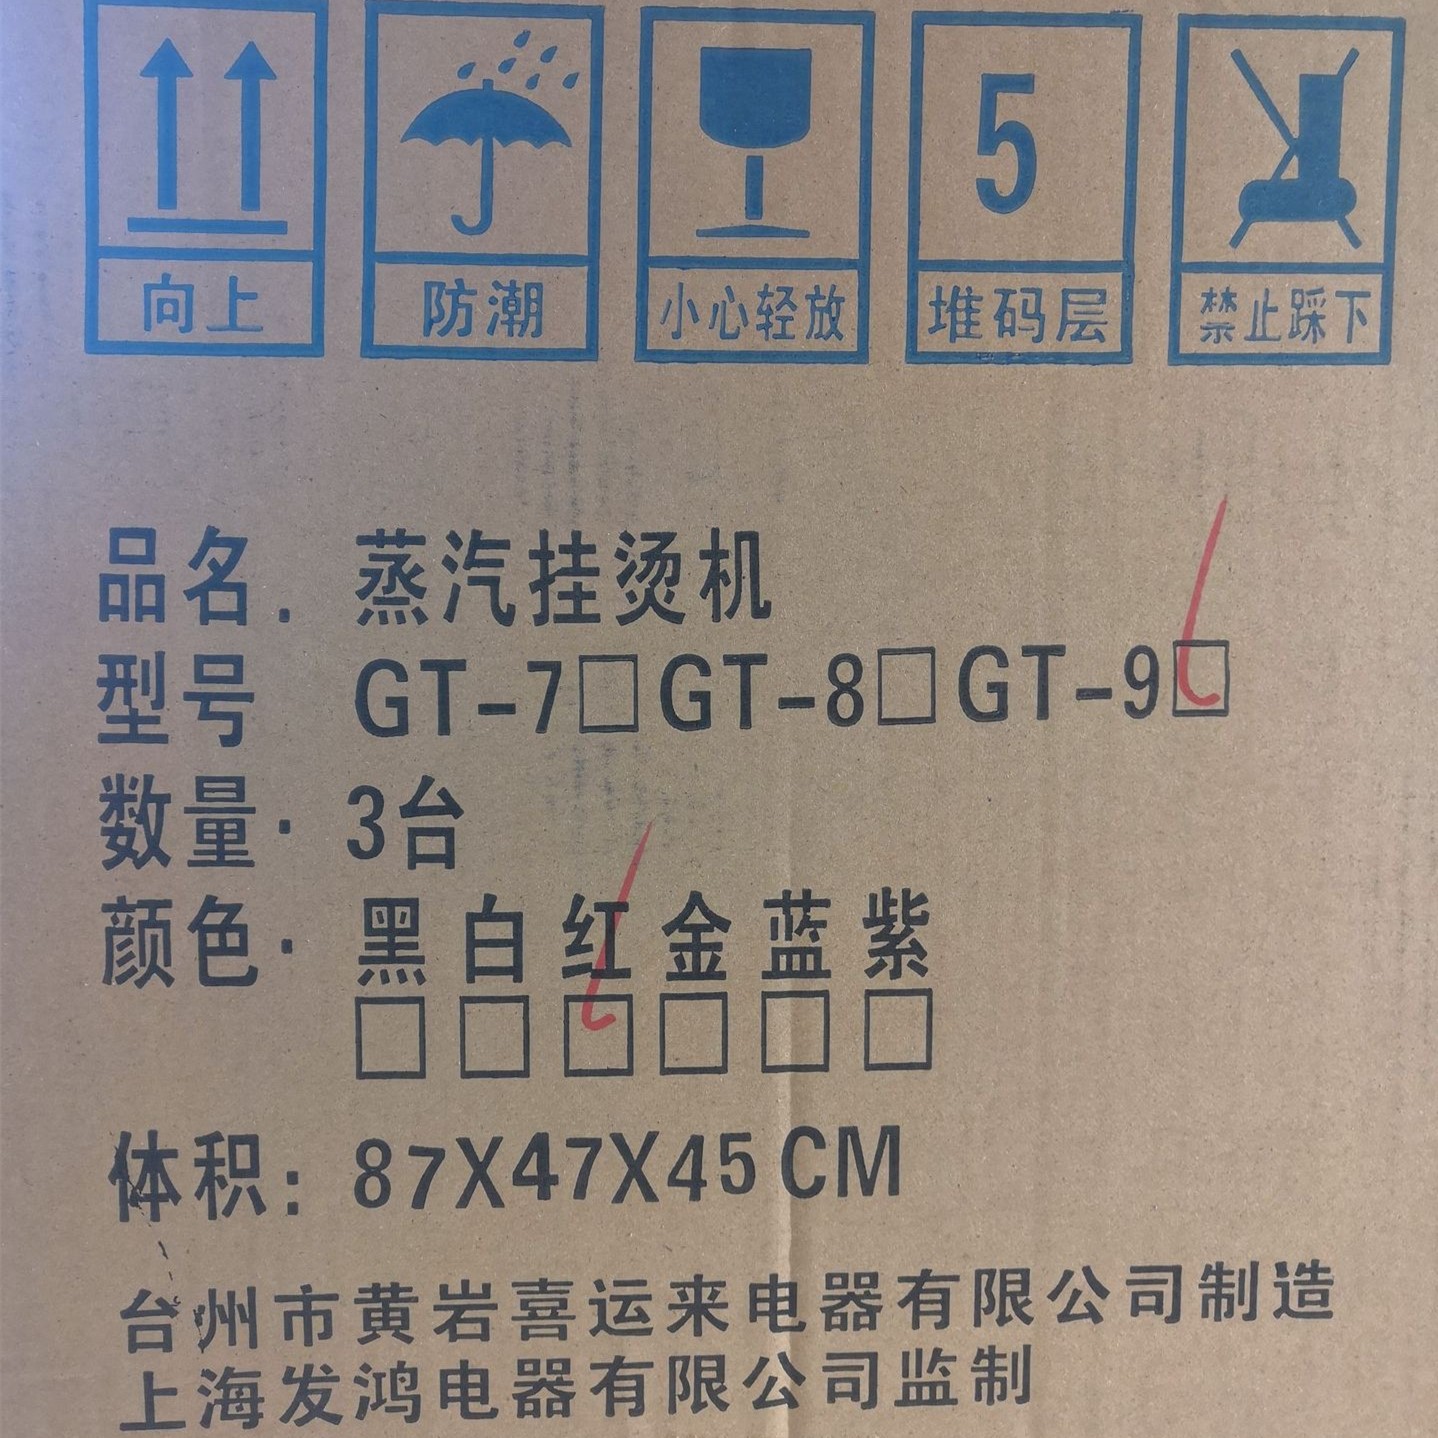 5
向上 防潮 小心轻放 堆码层 禁止踩下
品名. 蒸汽挂烫机
型号 GT-7□GT-8□GT-9□
数量· 3台
颜色· 黑 白 红 金 蓝 紫
□ □ □ □ □ □
体积: 87X47X45CM
台州市黄岩喜运来电器有限公司制造
上海发鸿电器有限公司监制